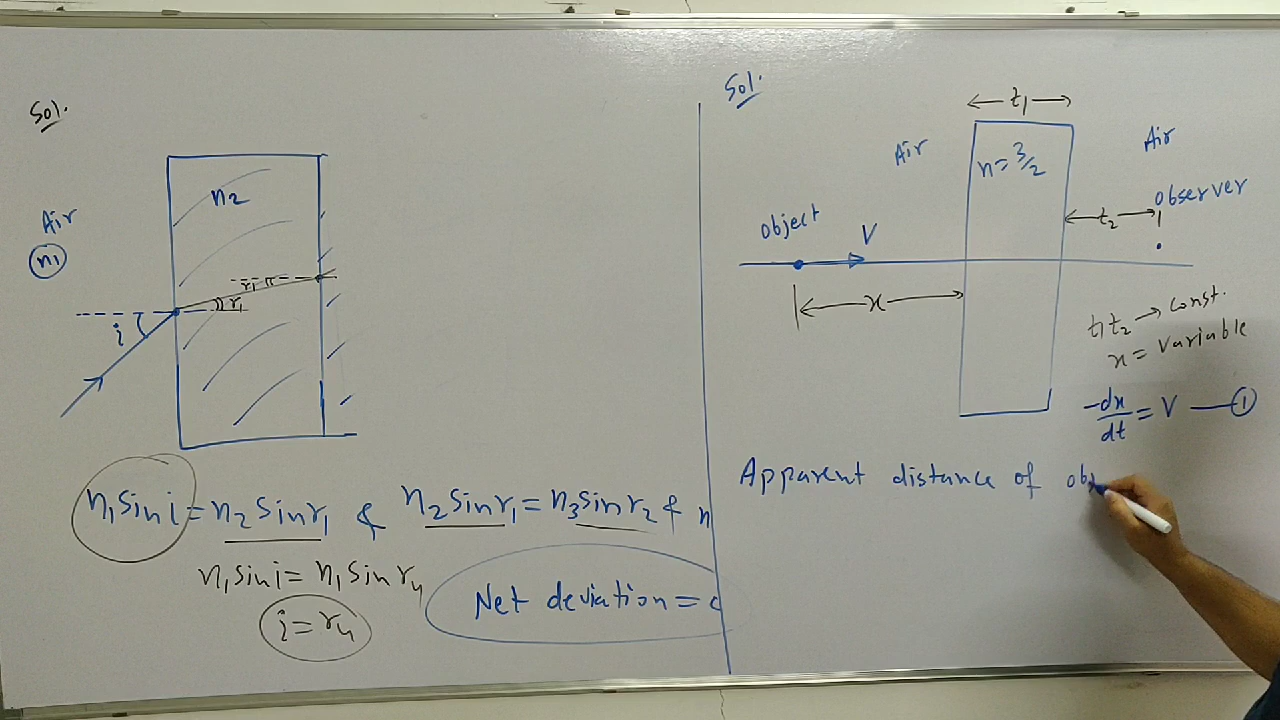 Sol.
n2
Air
n1
r1
r1
i
n1 sin i = n2 sin r1 & n2 sin r1 = n3 sin r2 & n
n1 sin i = n1 sin r4
i = r4
Net deviation =
Sol.
t1
Air
n = 3/2
Air
object
V
observer
t2
x
t1 t2 → const.
x = Variable
-dx/dt = V — 1
Apparent distance of obj